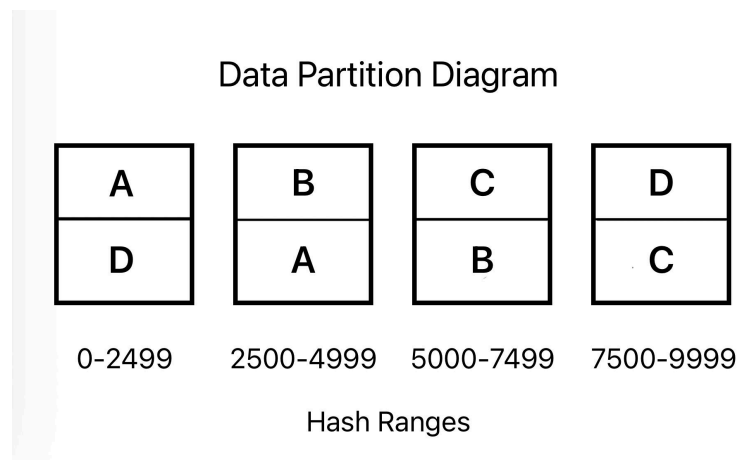 Data Partition Diagram
A B C D
D A B C
0-2499 2500-4999 5000-7499 7500-9999
Hash Ranges